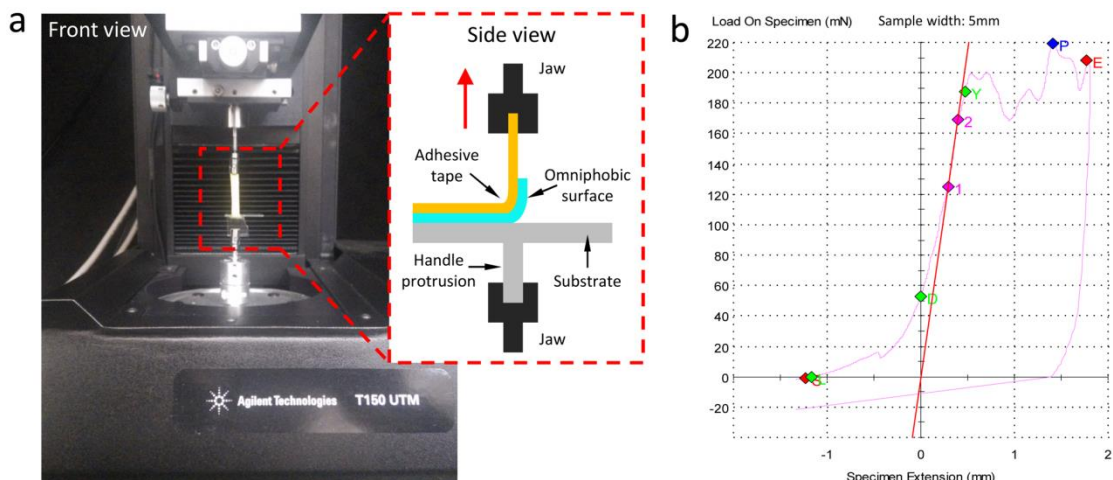 a
Front view
Side view
Jaw
Adhesive
tape
Omniphobic
surface
Handle
protrusion
Substrate
Jaw
Agilent Technologies T150 UTM
b
Load On Specimen (mN)
Sample width: 5mm
220
200
180
160
140
120
100
80
60
40
20
0
-20
P
E
Y
2
1
D
-1
0
1
2
Specimen Extension (mm)